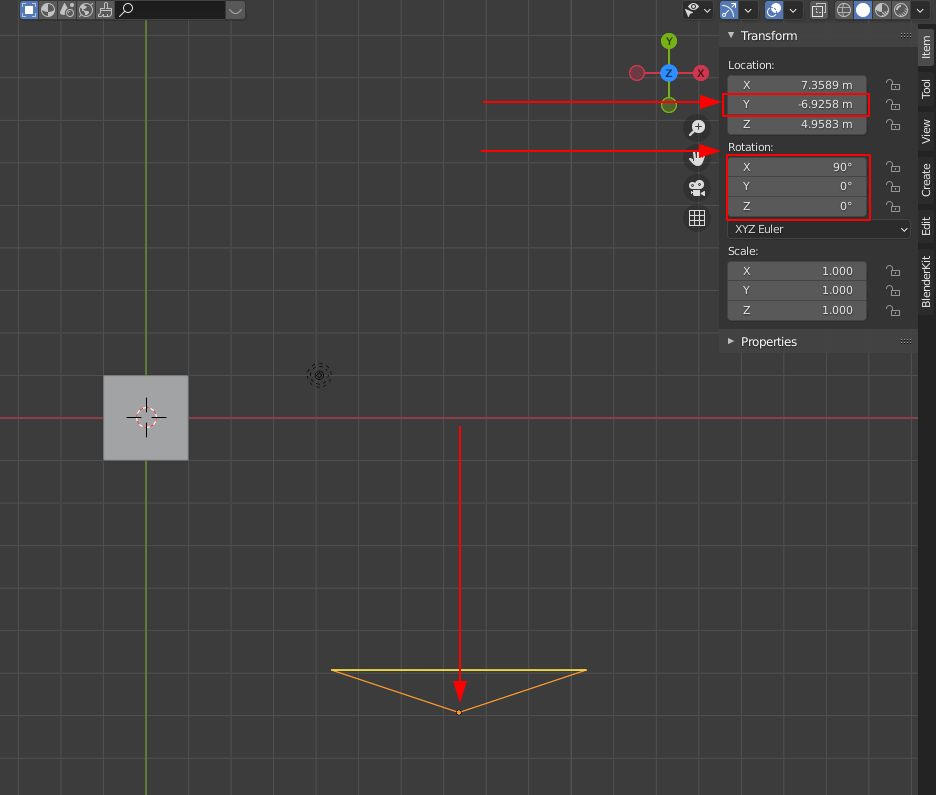 Transform
Location:
X 7.3589 m
Y -6.9258 m
Z 4.9583 m
Rotation:
X 90°
Y 0°
Z 0°
XYZ Euler
Scale:
X 1.000
Y 1.000
Z 1.000
Properties
Item
Tool
View
Create
Edit
BlenderKit
Y
Z
X